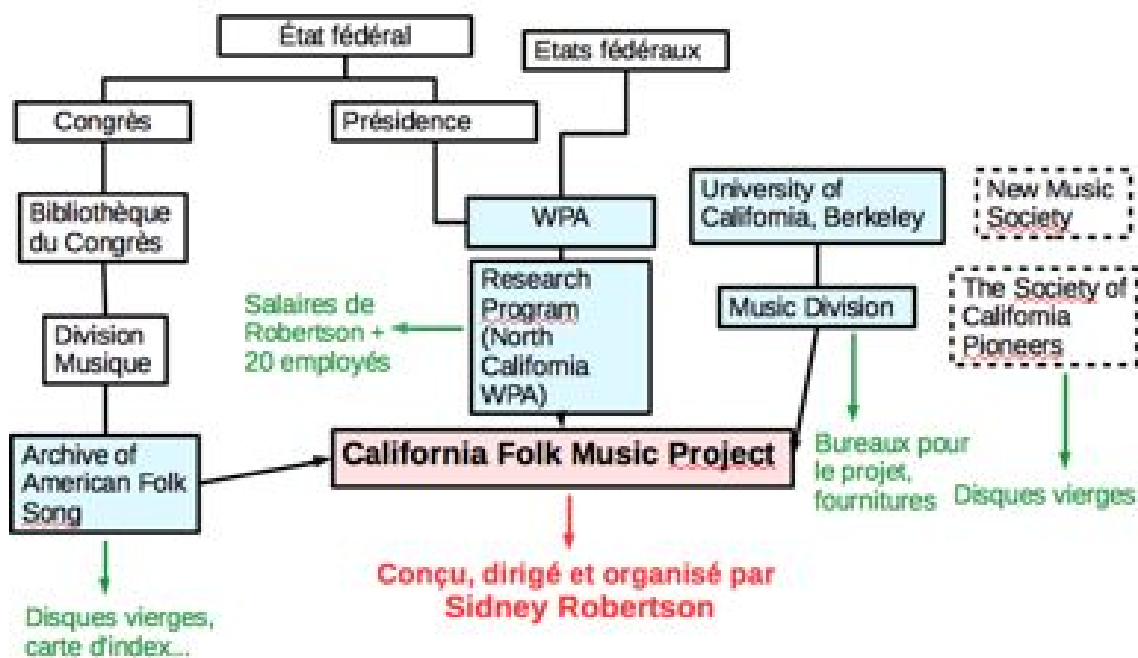 État fédéral
Etats fédéraux
Congrès
Présidence
Bibliothèque
du Congrès
WPA
University of
California, Berkeley
New Music
Society
Salaires de
Robertson +
20 employés
Research
Program
(North
California
WPA)
Music Division
The Society of
California
Pioneers
Division
Musique
Archive of
American Folk
Song
California Folk Music Project
Bureaux pour
le projet,
fournitures
Disques vierges
Conçu, dirigé et organisé par
Sidney Robertson
Disques vierges,
carte d'index...